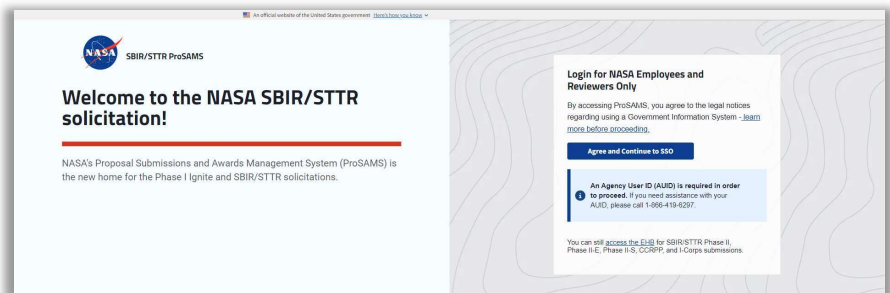 An official website of the United States government Here's how you know
NASA
SBIR/STTR ProSAMS
Welcome to the NASA SBIR/STTR
solicitation!
NASA's Proposal Submissions and Awards Management System (ProSAMS) is
the new home for the Phase I Ignite and SBIR/STTR solicitations.
Login for NASA Employees and
Reviewers Only
By accessing ProSAMS, you agree to the legal notices
regarding using a Government Information System - learn
more before proceeding.
Agree and Continue to SSO
An Agency User ID (AUID) is required in order
to proceed. If you need assistance with your
AUID, please call 1-866-419-6297.
You can still access the EHB for SBIR/STTR Phase II,
Phase II-E, Phase II-S, CCRPP, and I-Corps submissions.